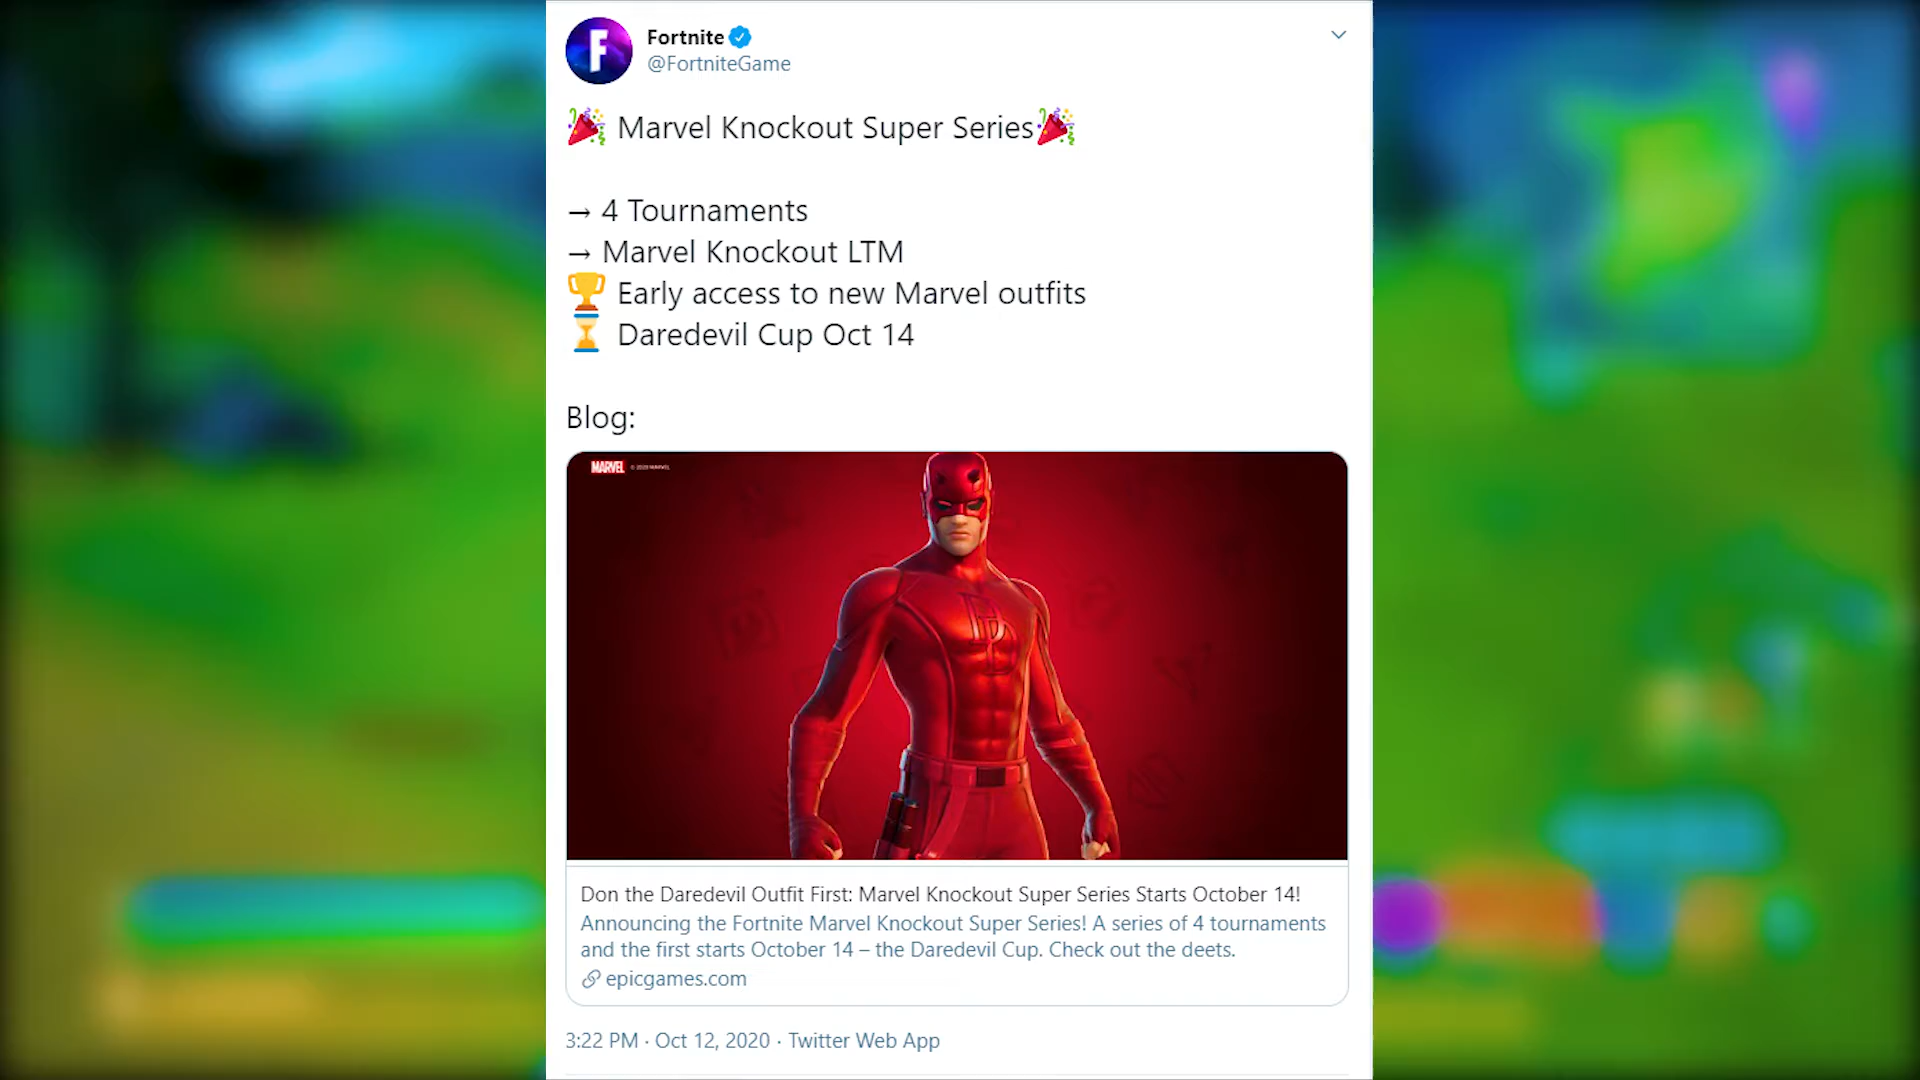 Fortnite
@FortniteGame
🎉 Marvel Knockout Super Series🎉
→ 4 Tournaments
→ Marvel Knockout LTM
🏆 Early access to new Marvel outfits
⏳ Daredevil Cup Oct 14
Blog:
MARVEL © 2020 MARVEL
Don the Daredevil Outfit First: Marvel Knockout Super Series Starts October 14!
Announcing the Fortnite Marvel Knockout Super Series! A series of 4 tournaments
and the first starts October 14 – the Daredevil Cup. Check out the deets.
epicgames.com
3:22 PM · Oct 12, 2020 · Twitter Web App